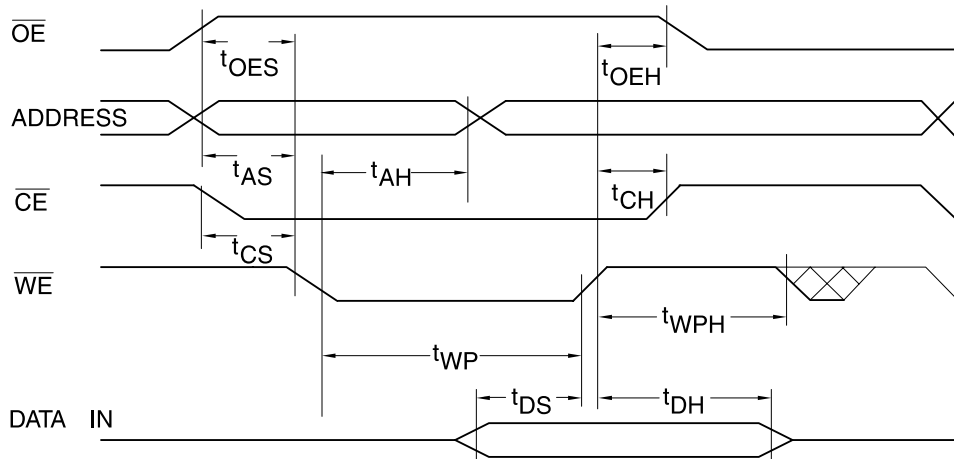 OE
tOES
tOEH
ADDRESS
tAS
tAH
tCH
CE
tCS
WE
tWPH
tWP
tDS
tDH
DATA IN